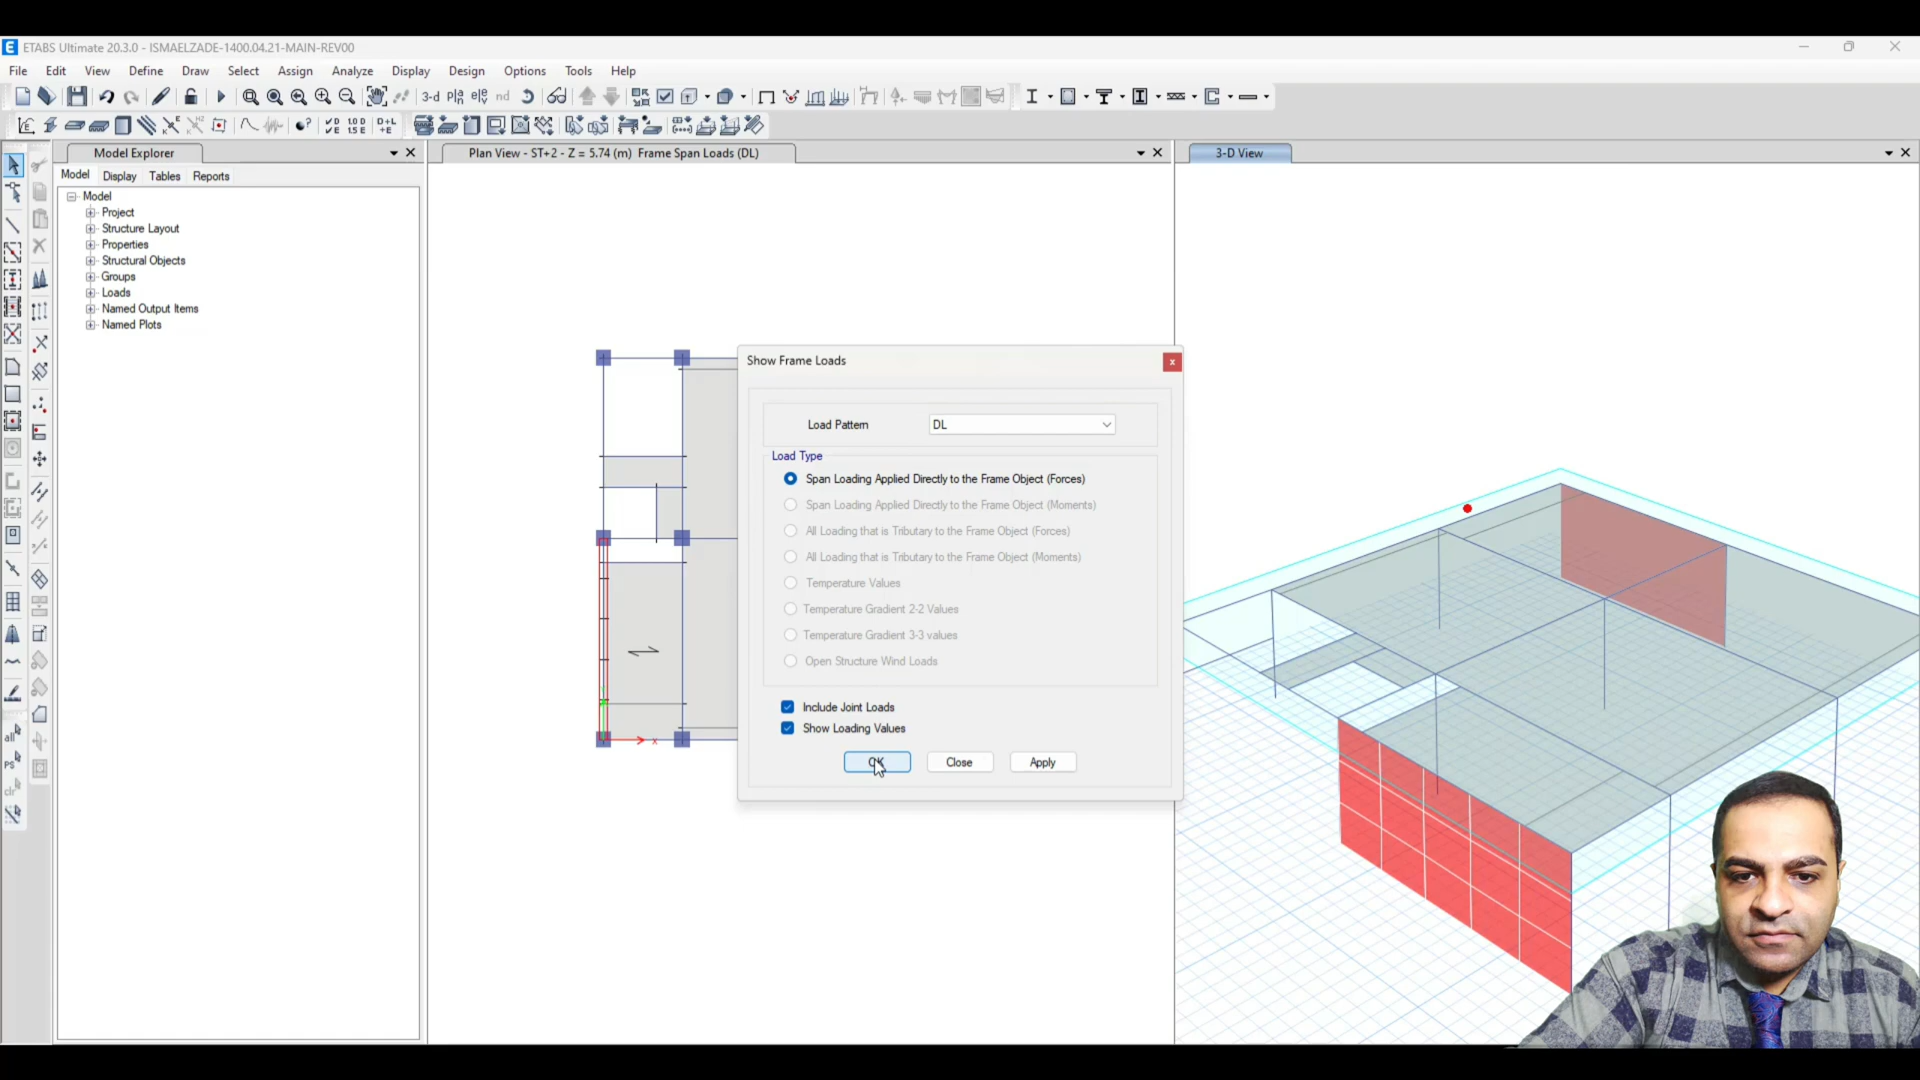 ETABS Ultimate 20.3.0 - ISMAELZADE-1400.04.21-MAIN-REV00
File Edit View Define Draw Select Assign Analyze Display Design Options Tools Help
3-d
nd
Model Explorer
Plan View - ST+2 - Z = 5.74 (m) Frame Span Loads (DL)
3-D View
Model Display Tables Reports
Model
Project
Structure Layout
Properties
Structural Objects
Groups
Loads
Named Output Items
Named Plots
all
PS
clr
X
Show Frame Loads
Load Pattern DL
Load Type
Span Loading Applied Directly to the Frame Object (Forces)
Span Loading Applied Directly to the Frame Object (Moments)
All Loading that is Tributary to the Frame Object (Forces)
All Loading that is Tributary to the Frame Object (Moments)
Temperature Values
Temperature Gradient 2-2 Values
Temperature Gradient 3-3 values
Open Structure Wind Loads
Include Joint Loads
Show Loading Values
OK Close Apply